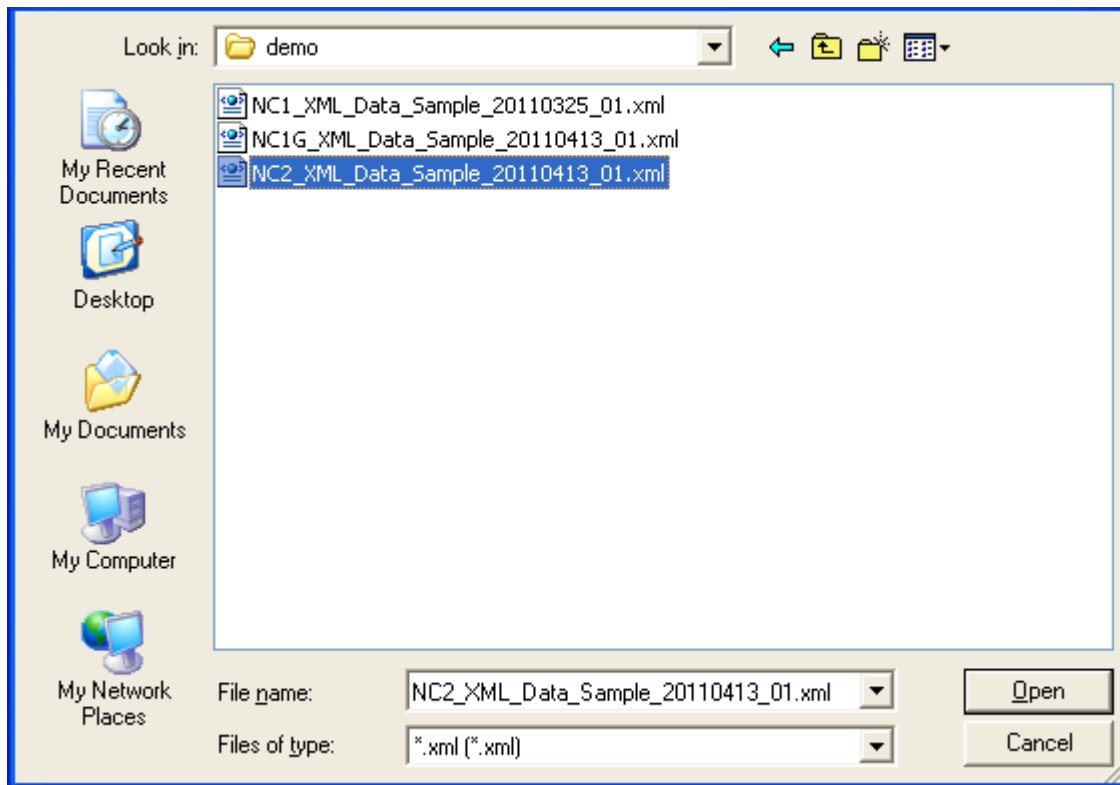 Look in: demo
NC1_XML_Data_Sample_20110325_01.xml
NC1G_XML_Data_Sample_20110413_01.xml
NC2_XML_Data_Sample_20110413_01.xml
My Recent
Documents
Desktop
My Documents
My Computer
My Network
Places
File name: NC2_XML_Data_Sample_20110413_01.xml Open
Files of type: *.xml (*.xml) Cancel